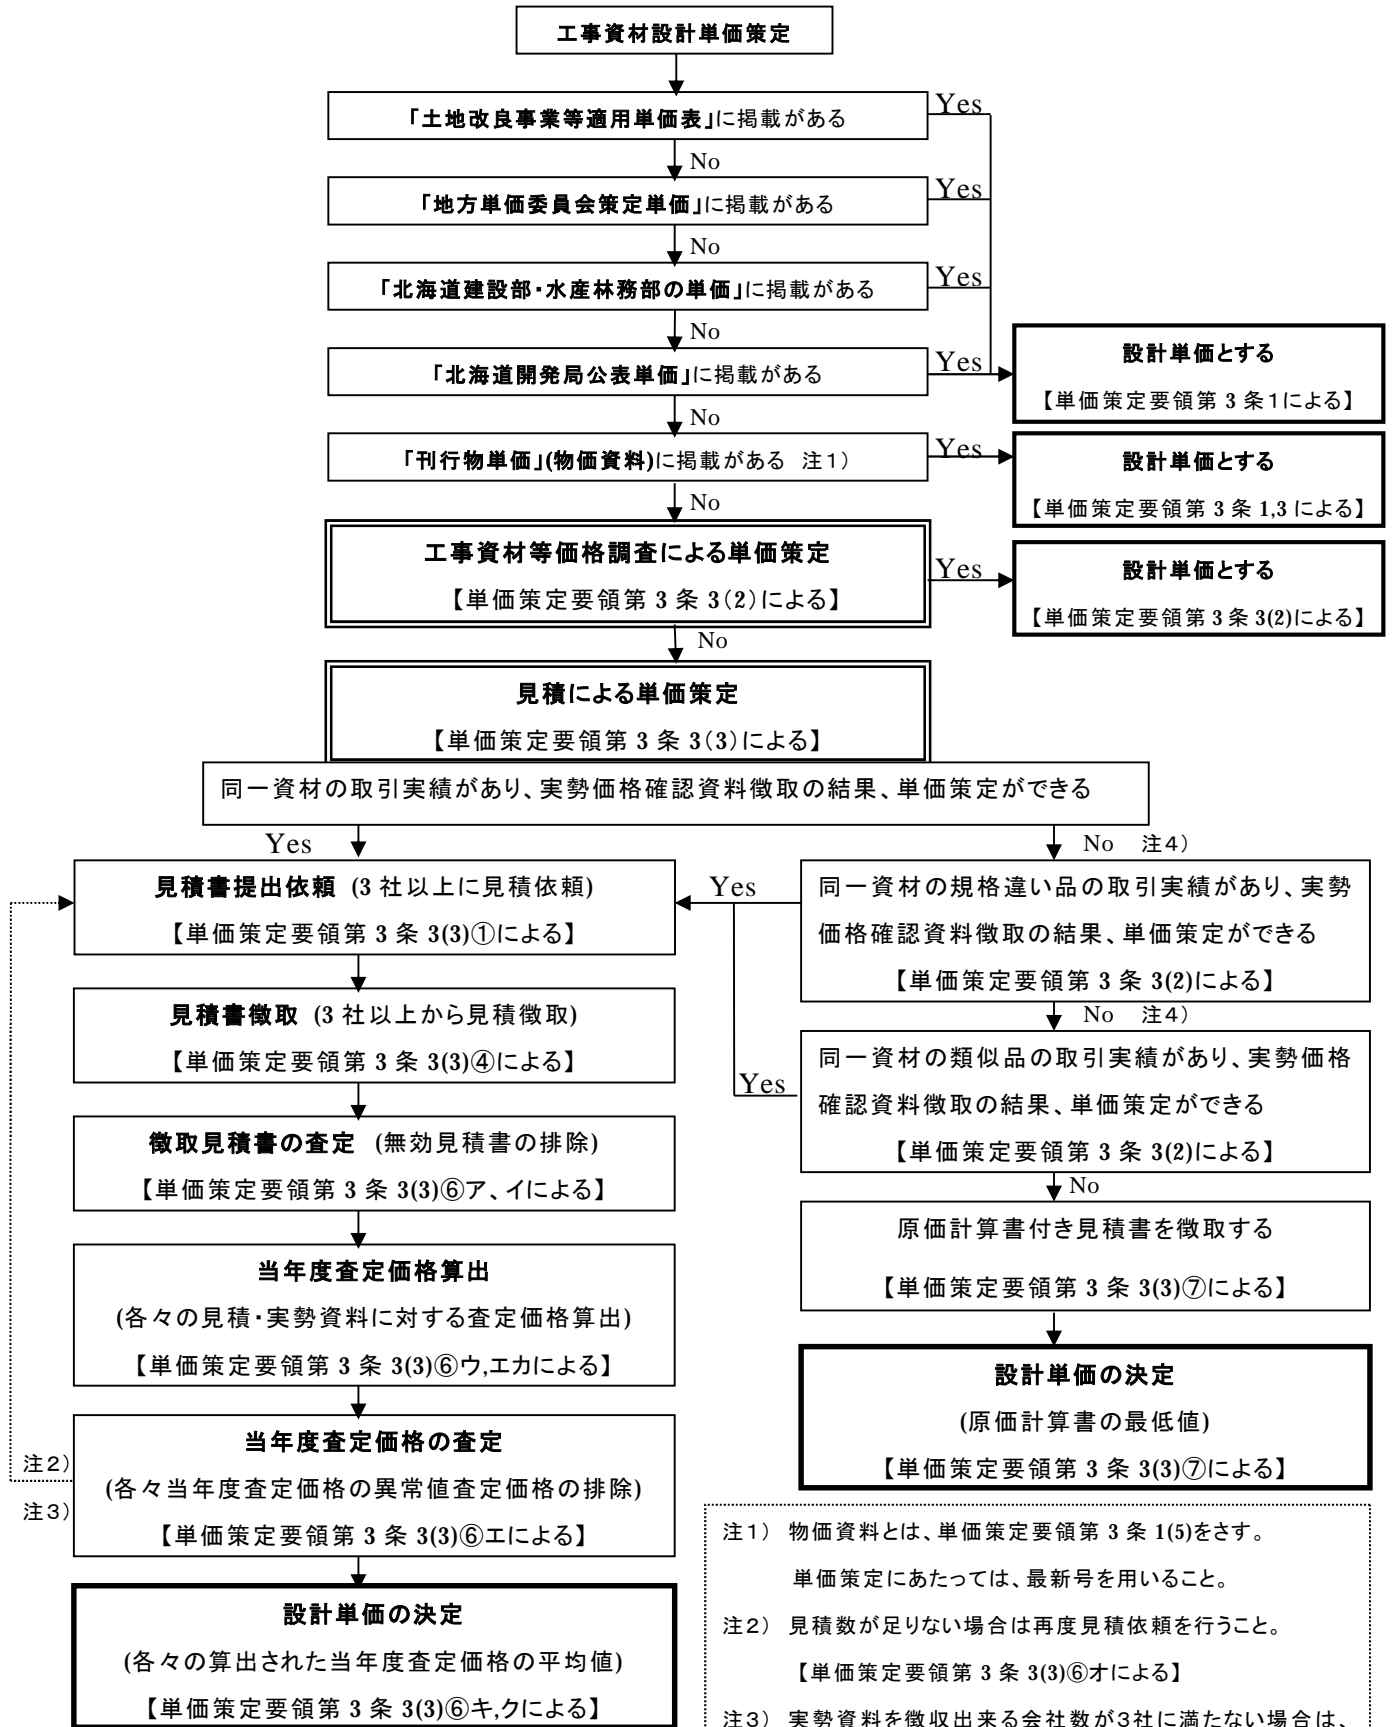 工事資材設計単価策定
「土地改良事業等適用単価表」に掲載がある
Yes
No
「地方単価委員会策定単価」に掲載がある
Yes
No
「北海道建設部・水産林務部の単価」に掲載がある
Yes
No
「北海道開発局公表単価」に掲載がある
Yes
設計単価とする
【単価策定要領第 3 条１による】
No
「刊行物単価」(物価資料)に掲載がある 注１）
Yes
設計単価とする
【単価策定要領第 3 条 1,3 による】
No
工事資材等価格調査による単価策定
【単価策定要領第 3 条 3（2）による】
Yes
設計単価とする
【単価策定要領第 3 条 3(2)による】
No
見積による単価策定
【単価策定要領第 3 条 3（3）による】
同一資材の取引実績があり、実勢価格確認資料徴取の結果、単価策定ができる
Yes
No 注４）
見積書提出依頼 (3 社以上に見積依頼)
【単価策定要領第 3 条 3(3)①による】
Yes
同一資材の規格違い品の取引実績があり、実勢
価格確認資料徴取の結果、単価策定ができる
【単価策定要領第 3 条 3(2)による】
見積書徴取 (3 社以上から見積徴取)
【単価策定要領第 3 条 3(3)④による】
No 注４）
同一資材の類似品の取引実績があり、実勢価格
確認資料徴取の結果、単価策定ができる
【単価策定要領第 3 条 3(2)による】
Yes
徴取見積書の査定 (無効見積書の排除)
【単価策定要領第 3 条 3(3)⑥ア、イによる】
No
原価計算書付き見積書を徴取する
【単価策定要領第 3 条 3(3)⑦による】
当年度査定価格算出
(各々の見積・実勢資料に対する査定価格算出)
【単価策定要領第 3 条 3(3)⑥ウ,エカによる】
設計単価の決定
(原価計算書の最低値)
【単価策定要領第 3 条 3(3)⑦による】
当年度査定価格の査定
(各々当年度査定価格の異常値査定価格の排除)
【単価策定要領第 3 条 3(3)⑥エによる】
注２）
注３）
設計単価の決定
(各々の算出された当年度査定価格の平均値)
【単価策定要領第 3 条 3(3)⑥キ,クによる】
注１） 物価資料とは、単価策定要領第 3 条 1(5)をさす。
単価策定にあたっては、最新号を用いること。
注２） 見積数が足りない場合は再度見積依頼を行うこと。
【単価策定要領第 3 条 3(3)⑥オによる】
注３） 実勢資料を徴収出来る会社数が３社に満たない場合は、